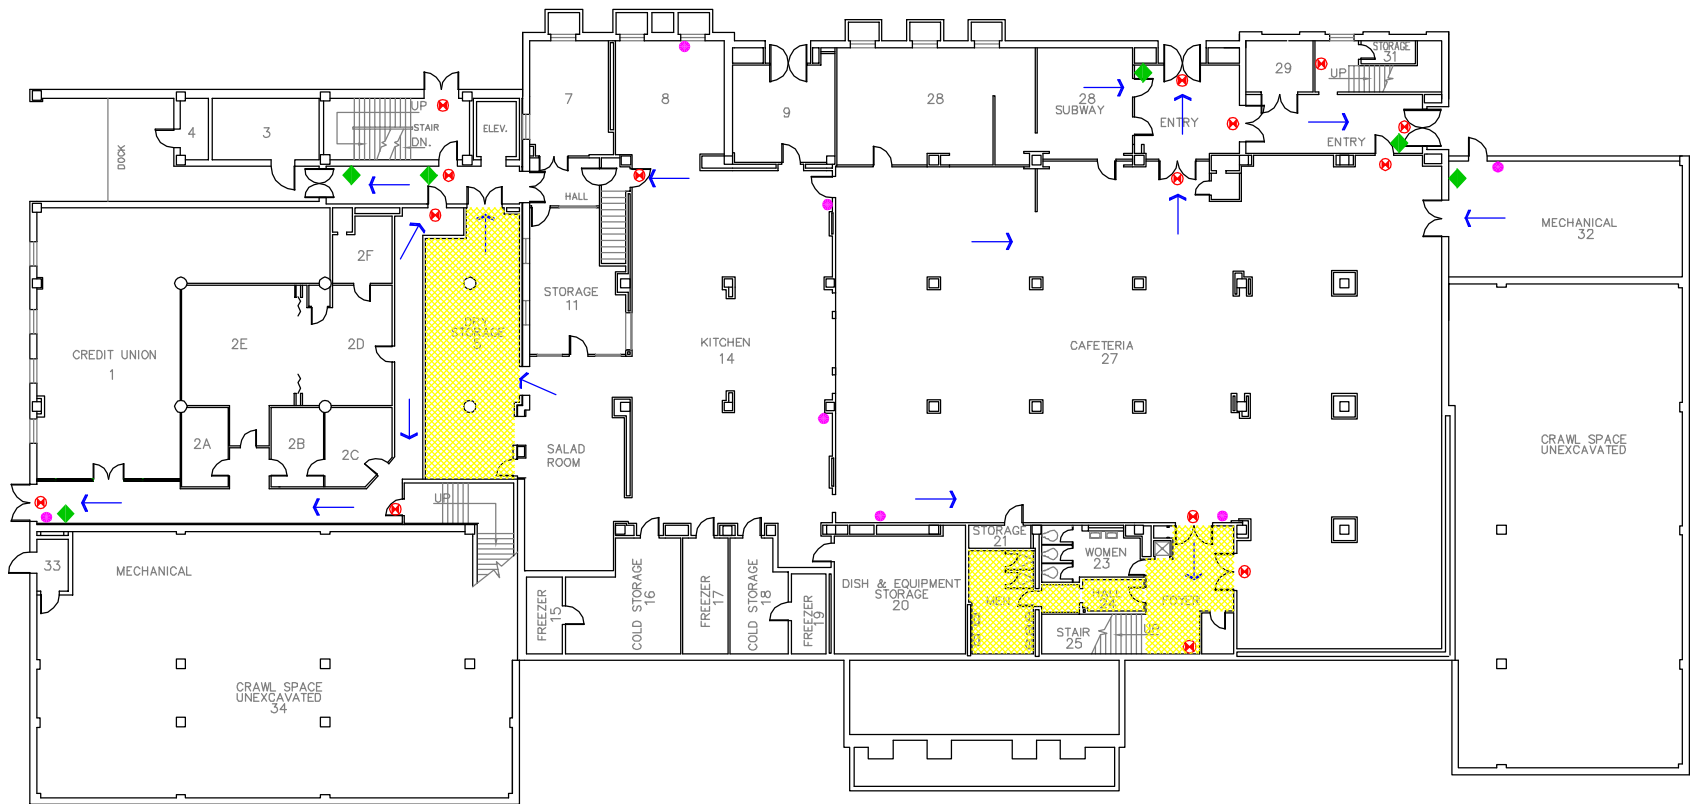 STORAGE
31
29
UP
7
8
9
28
28
SUBWAY
ENTRY
ENTRY
DOCK
4
3
UP
STAIR
DN.
ELEV.
HALL
2F
MECHANICAL
32
STORAGE
11
DRY
STORAGE
5
CREDIT UNION
1
2E
2D
KITCHEN
14
CAFETERIA
27
2A
2B
2C
SALAD
ROOM
CRAWL SPACE
UNEXCAVATED
UP
33
MECHANICAL
FREEZER
15
COLD STORAGE
16
FREEZER
17
COLD STORAGE
18
FREEZER
19
DISH & EQUIPMENT
STORAGE
20
STORAGE
21
WOMEN
23
MEN
HALL
24
FOYER
STAIR
25
UP
CRAWL SPACE
UNEXCAVATED
34